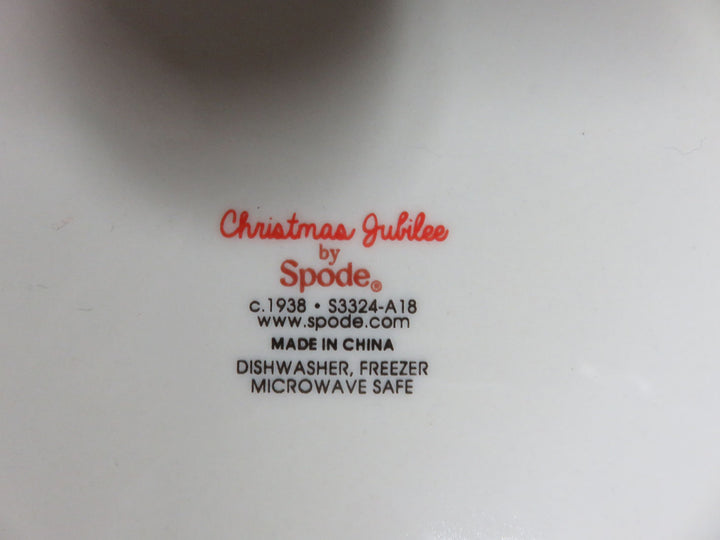 Christmas Jubilee
by
Spode®
c.1938 • S3324-A18
www.spode.com
MADE IN CHINA
DISHWASHER, FREEZER
MICROWAVE SAFE